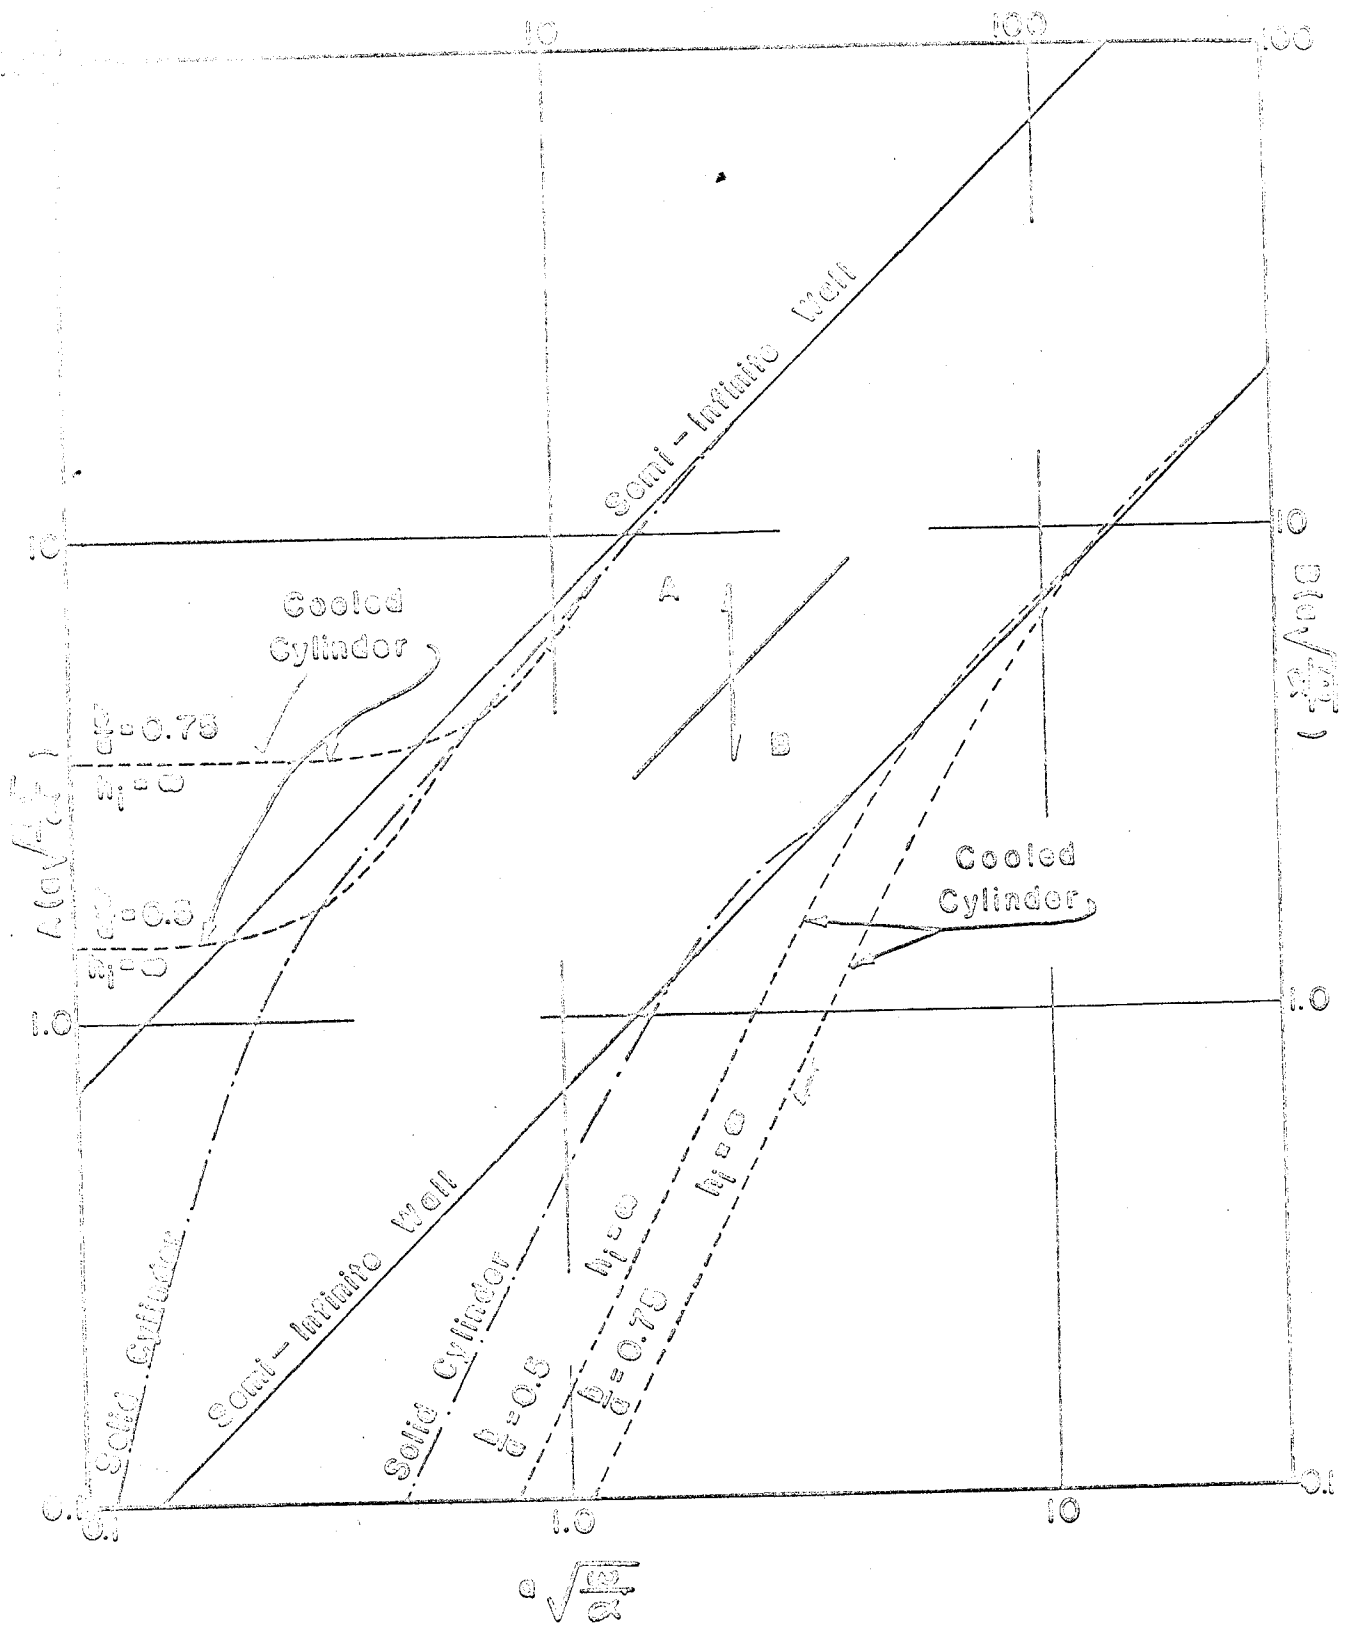 10
100
100
Semi-Infinite Wall
10
10
A
Cooled
Cylinder
b/a = 0.75
h_i = ∞
B
A(a√ω/α)
B(a√ω/α)
Cooled
Cylinder
b/a = 0.5
h_i = ∞
1.0
1.0
h_i = ∞
h_i = ∞
Semi-Infinite Wall
Solid Cylinder
Solid Cylinder
b/a = 0.5
b/a = 0.75
0.1
0.1
0.1
1.0
10
a√ω/α